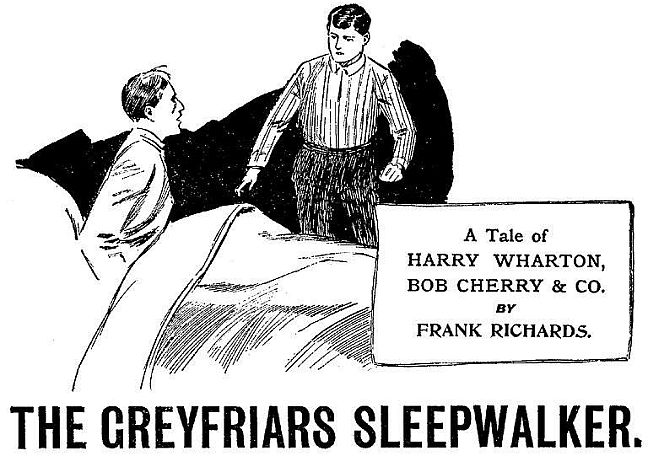 A Tale of
HARRY WHARTON,
BOB CHERRY & CO.
BY
FRANK RICHARDS.
THE GREYFRIARS SLEEPWALKER.